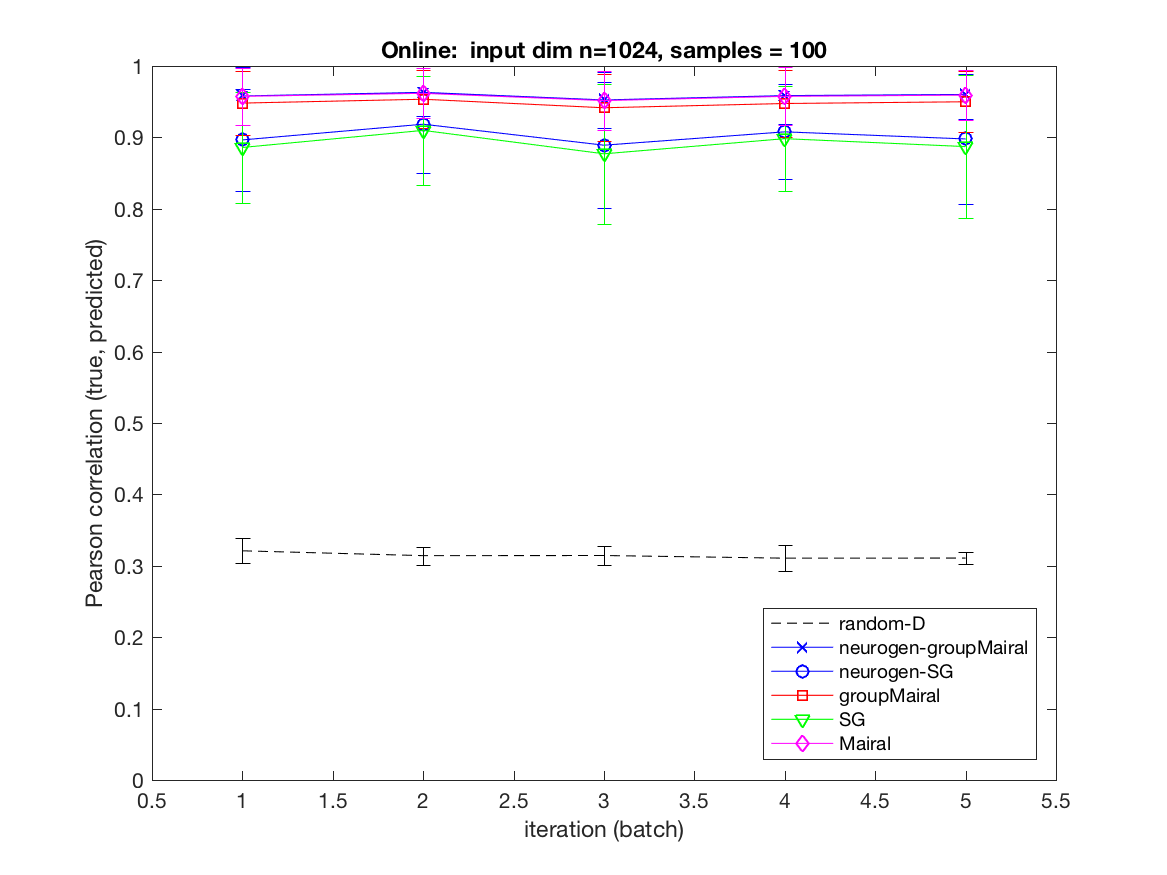 Online:  input dim n=1024, samples = 100
Pearson correlation (true, predicted)
1
0.9
0.8
0.7
0.6
0.5
0.4
0.3
0.2
0.1
0
random-D
neurogen-groupMairal
neurogen-SG
groupMairal
SG
Mairal
0.5 1 1.5 2 2.5 3 3.5 4 4.5 5 5.5
iteration (batch)